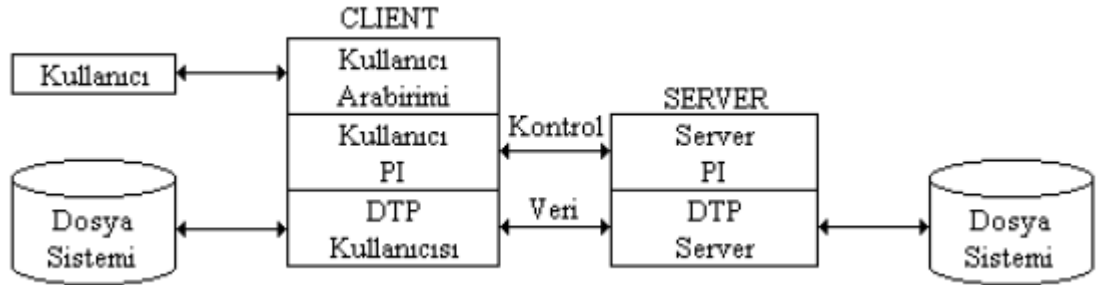 CLIENT
Kullanıcı
Kullanıcı
Arabirimi
SERVER
Kontrol
Kullanıcı
PI
Server
PI
Dosya
Sistemi
DTP
Kullanıcısı
Veri
DTP
Server
Dosya
Sistemi